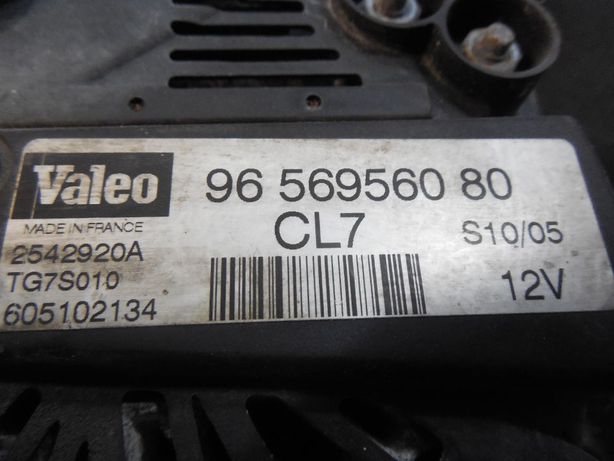 Valeo
96 569560 80
MADE IN FRANCE
CL7
S10/05
2542920A
TG7S010
12V
605102134